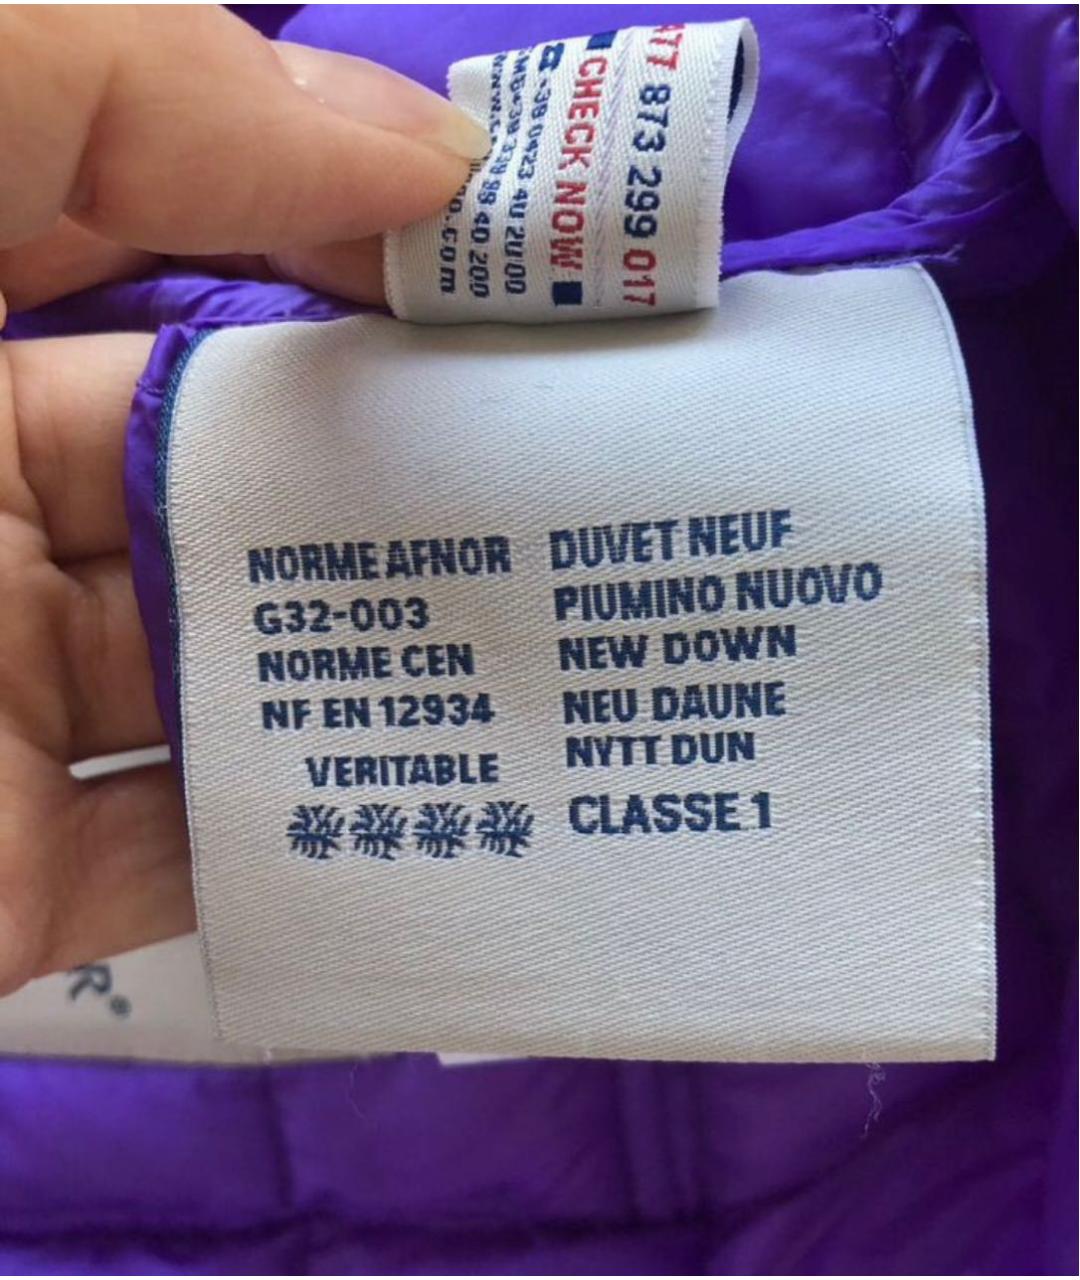 873 299 017
CHECK NOW
NORME AFNOR
G32-003
NORME CEN
NF EN 12934
VERITABLE
DUVET NEUF
PIUMINO NUOVO
NEW DOWN
NEU DAUNE
NYTT DUN
CLASSE 1